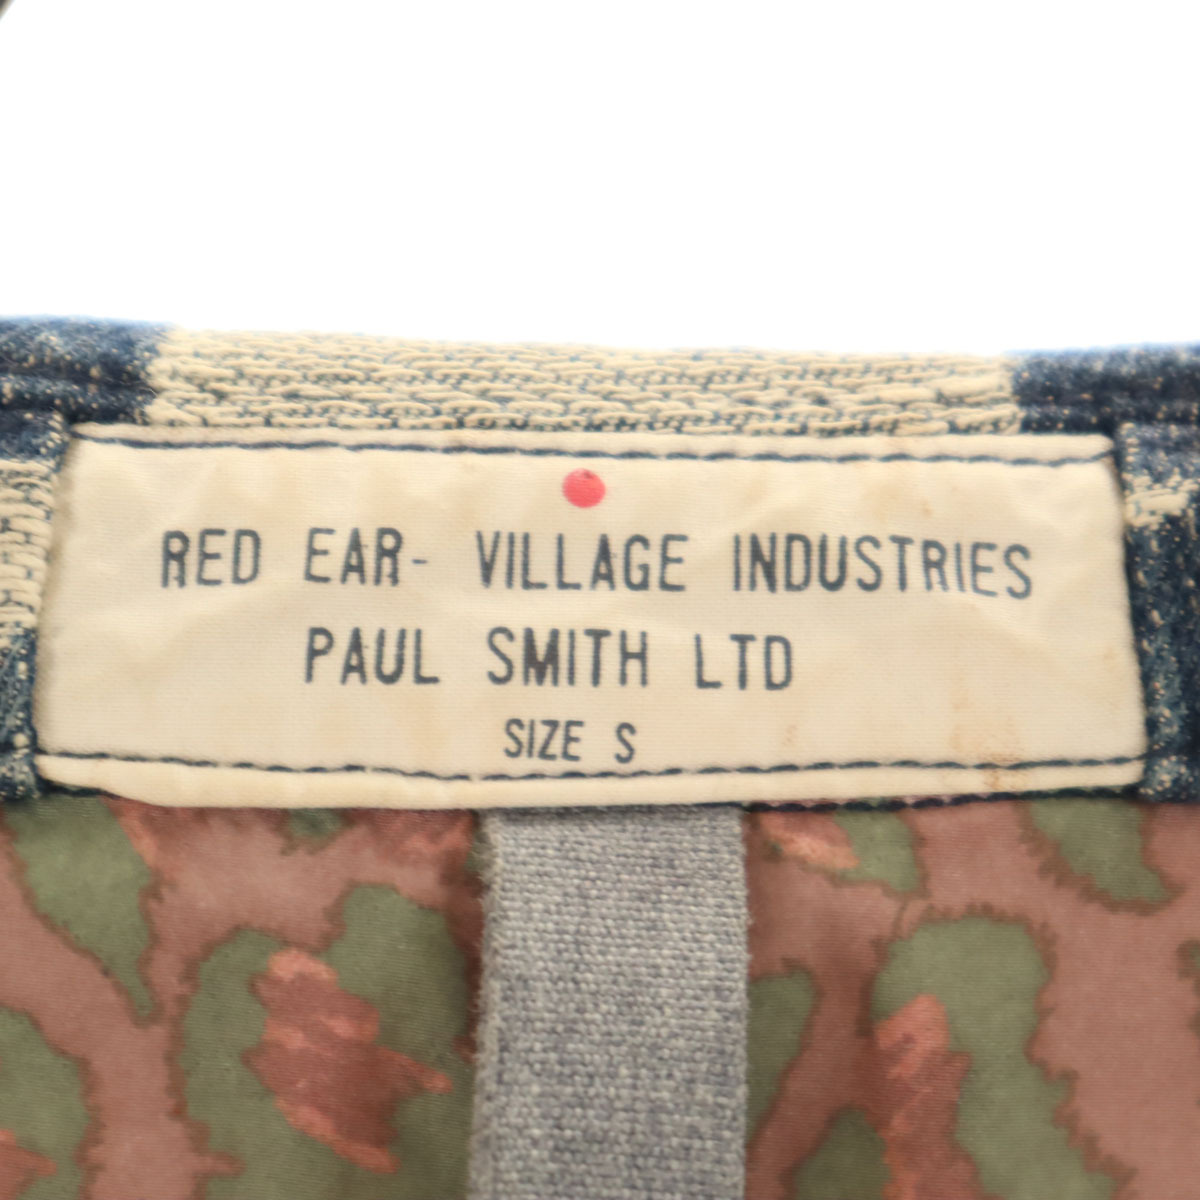 RED EAR- VILLAGE INDUSTRIES
PAUL SMITH LTD
SIZE S